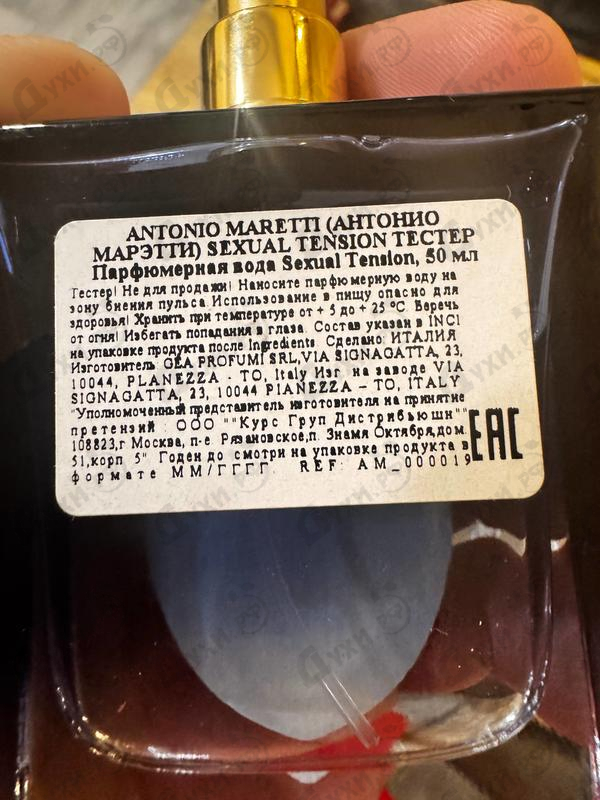 ANTONIO MARETTI (АНТОНИО
МАРЭТТИ) SEXUAL TENSION ТЕСТЕР
Парфюмерная вода Sexual Tension, 50 мл
Тестер! Не для продажи! Наносите парфюмерную воду на
зону биения пульса. Использование в пищу опасно для
здоровья! Хранить при температуре от + 5 до + 25 °C. Беречь
от огня! Избегать попадания в глаза. Состав указан в INCI
на упаковке продукта после Ingredients. Сделано: ИТАЛИЯ
Изготовитель: GEA PROFUMI SRL,VIA SIGNAGATTA, 23,
10044, PLANEZZA - TO, Italy Изг. на заводе VIA
SIGNAGATTA, 23, 10044 PIANEZZA – TO, ITALY
"Уполномоченный представитель изготовителя на принятие
претензий: ООО ""Курс Груп Дистрибьюшн""
108823,г Москва, п-е. Рязановское,п. Знамя Октября,дом.
51,корп 5" Годен до смотри на упаковке продукта в
формате ММ/ГГГГ. REF: AM_000019
EAC